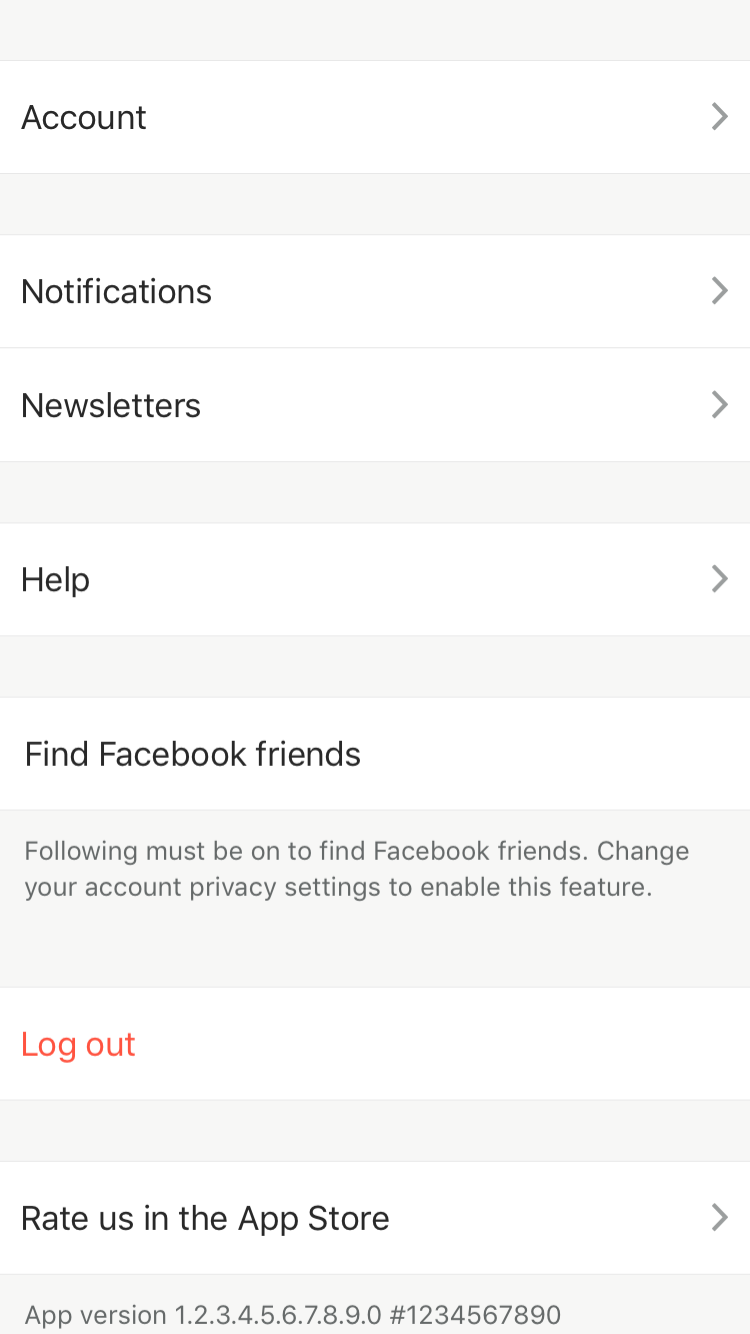 Account
Notifications
Newsletters
Help
Find Facebook friends
Following must be on to find Facebook friends. Change
your account privacy settings to enable this feature.
Log out
Rate us in the App Store
App version 1.2.3.4.5.6.7.8.9.0 #1234567890